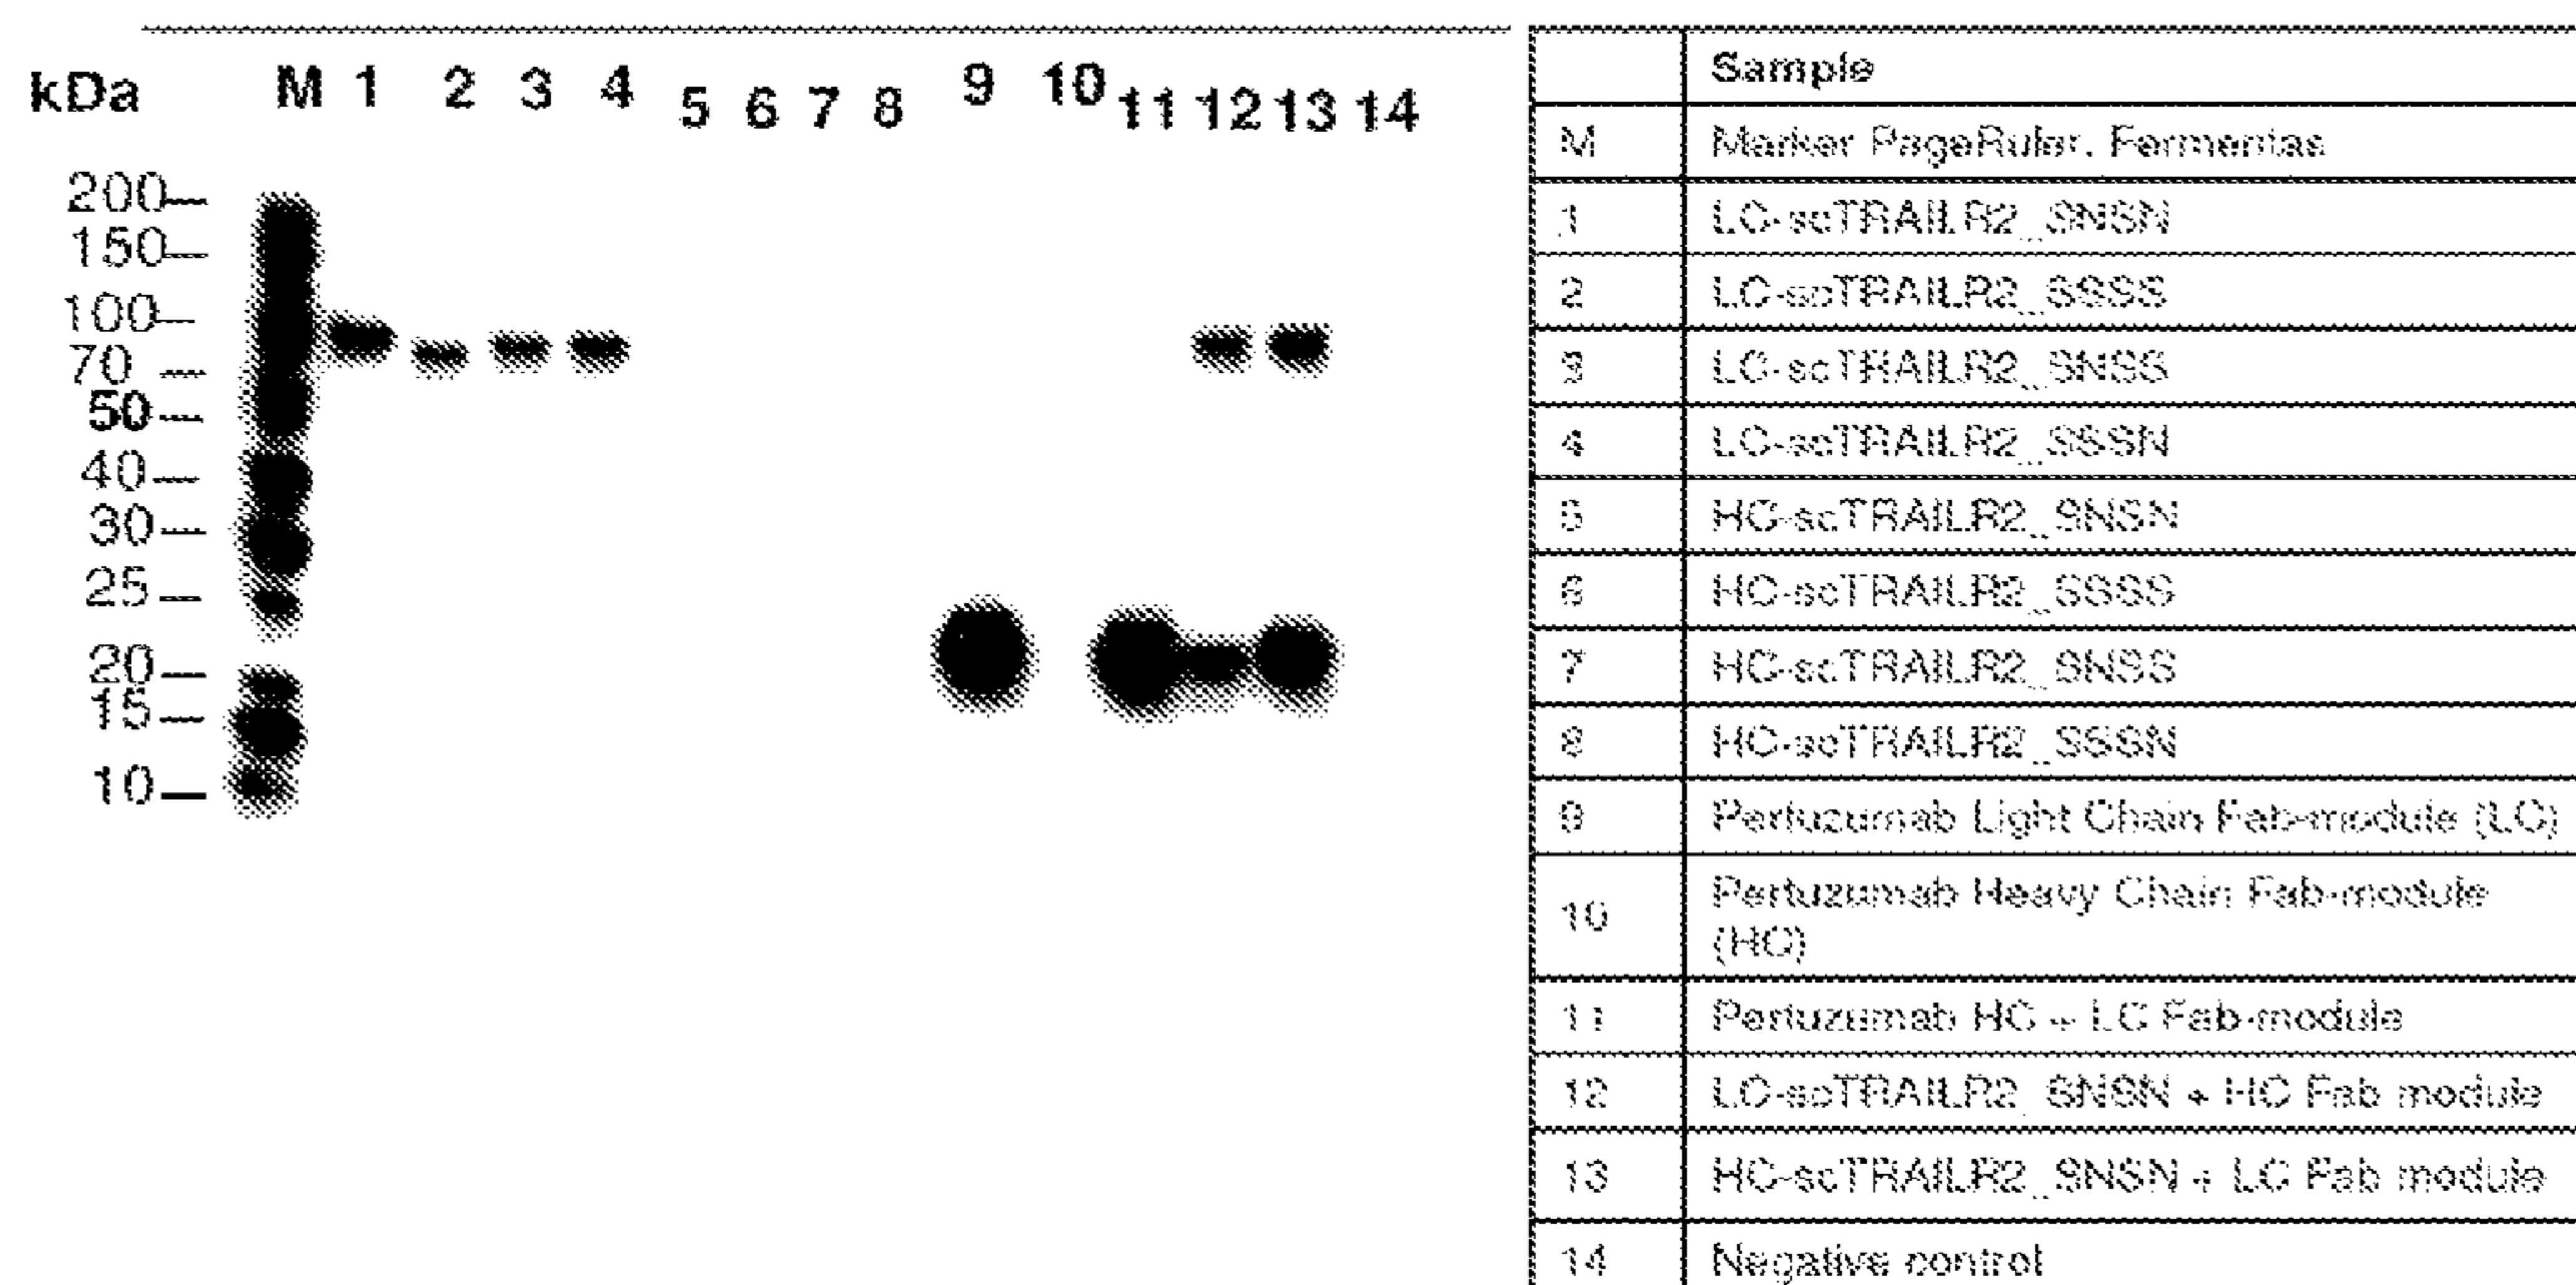 kDa M 1 2 3 4 5 6 7 8 9 10 11 12 13 14
200
150
100
70
50
40
30
25
20
15
10
Sample
M Marker PageRuler. Fermentas
1 LC-scTRAILR2_SNSN
2 LC-scTRAILR2_SSSS
3 LC-scTRAILR2_SNSS
4 LC-scTRAILR2_SSSN
5 HC-scTRAILR2_SNSN
6 HC-scTRAILR2_SSSS
7 HC-scTRAILR2_SNSS
8 HC-scTRAILR2_SSSN
9 Pertuzumab Light Chain Fab-module (LC)
10 Pertuzumab Heavy Chain Fab-module
(HC)
11 Pertuzumab HC + LC Fab-module
12 LC-scTRAILR2_SNSN + HC Fab module
13 HC-scTRAILR2_SNSN + LC Fab module
14 Negative control